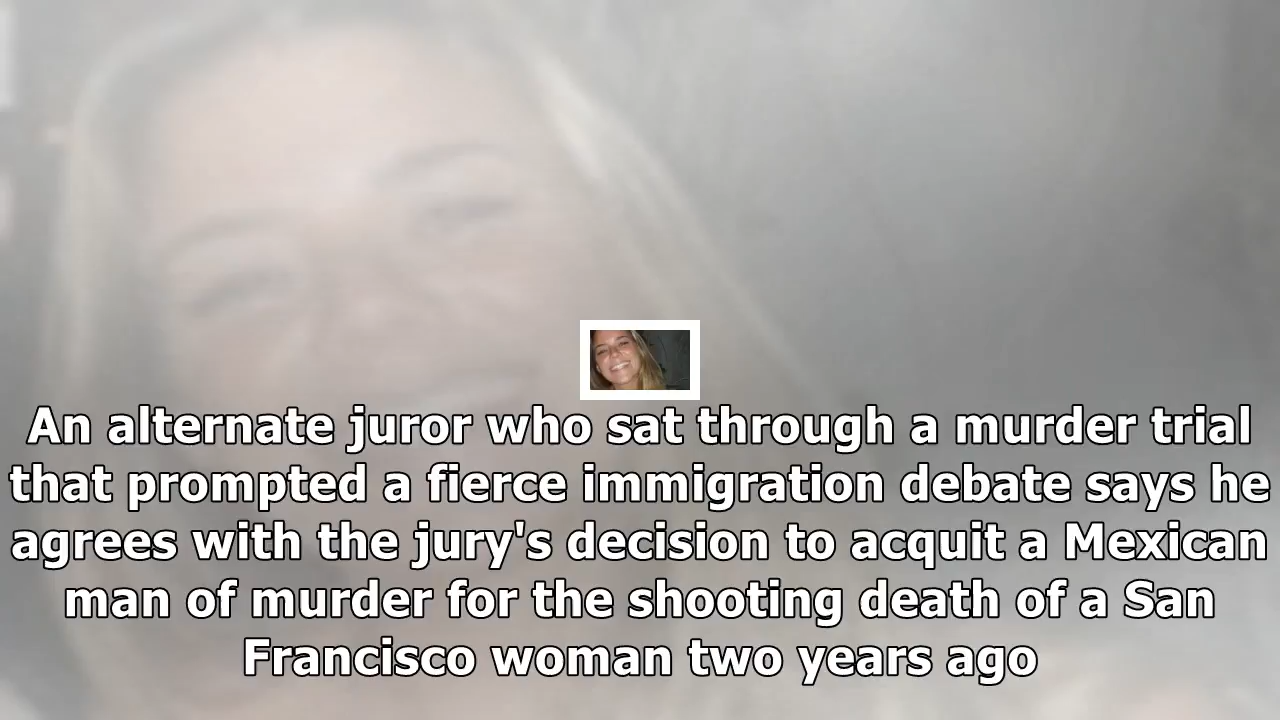 An alternate juror who sat through a murder trial
that prompted a fierce immigration debate says he
agrees with the jury's decision to acquit a Mexican
man of murder for the shooting death of a San
Francisco woman two years ago